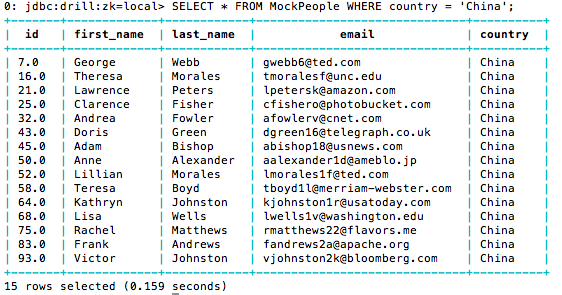 0: jdbc:drill:zk=local> SELECT * FROM MockPeople WHERE country = 'China';
| id | first_name | last_name | email | country |
| 7.0 | George | Webb | gwebb6@ted.com | China |
| 16.0 | Theresa | Morales | tmoralesf@unc.edu | China |
| 21.0 | Lawrence | Peters | lpetersk@amazon.com | China |
| 25.0 | Clarence | Fisher | cfishero@photobucket.com | China |
| 32.0 | Andrea | Fowler | afowlerv@cnet.com | China |
| 43.0 | Doris | Green | dgreen16@telegraph.co.uk | China |
| 45.0 | Adam | Bishop | abishop18@usnews.com | China |
| 50.0 | Anne | Alexander | aalexander1d@ameblo.jp | China |
| 52.0 | Lillian | Morales | lmorales1f@ted.com | China |
| 58.0 | Teresa | Boyd | tboyd1l@merriam-webster.com | China |
| 64.0 | Kathryn | Johnston | kjohnston1r@usatoday.com | China |
| 68.0 | Lisa | Wells | lwells1v@washington.edu | China |
| 75.0 | Rachel | Matthews | rmatthews22@flavors.me | China |
| 83.0 | Frank | Andrews | fandrews2a@apache.org | China |
| 93.0 | Victor | Johnston | vjohnston2k@bloomberg.com | China |
15 rows selected (0.159 seconds)